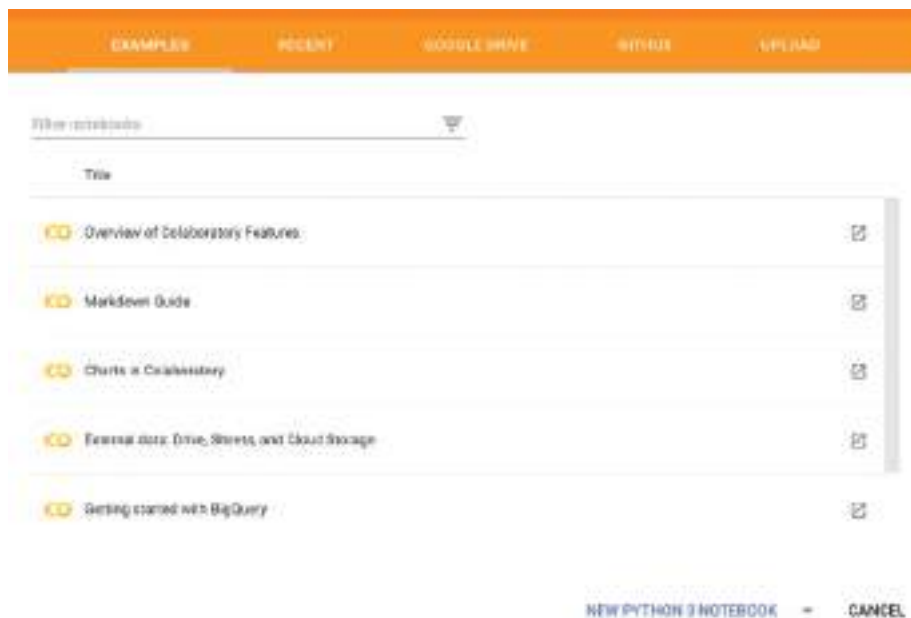 EXAMPLES RECENT GOOGLE DRIVE GITHUB UPLOAD
Filter notebooks
Title
Overview of Colaboratory Features
Markdown Guide
Charts in Colaboratory
External data: Drive, Sheets, and Cloud Storage
Getting started with BigQuery
NEW PYTHON 3 NOTEBOOK CANCEL